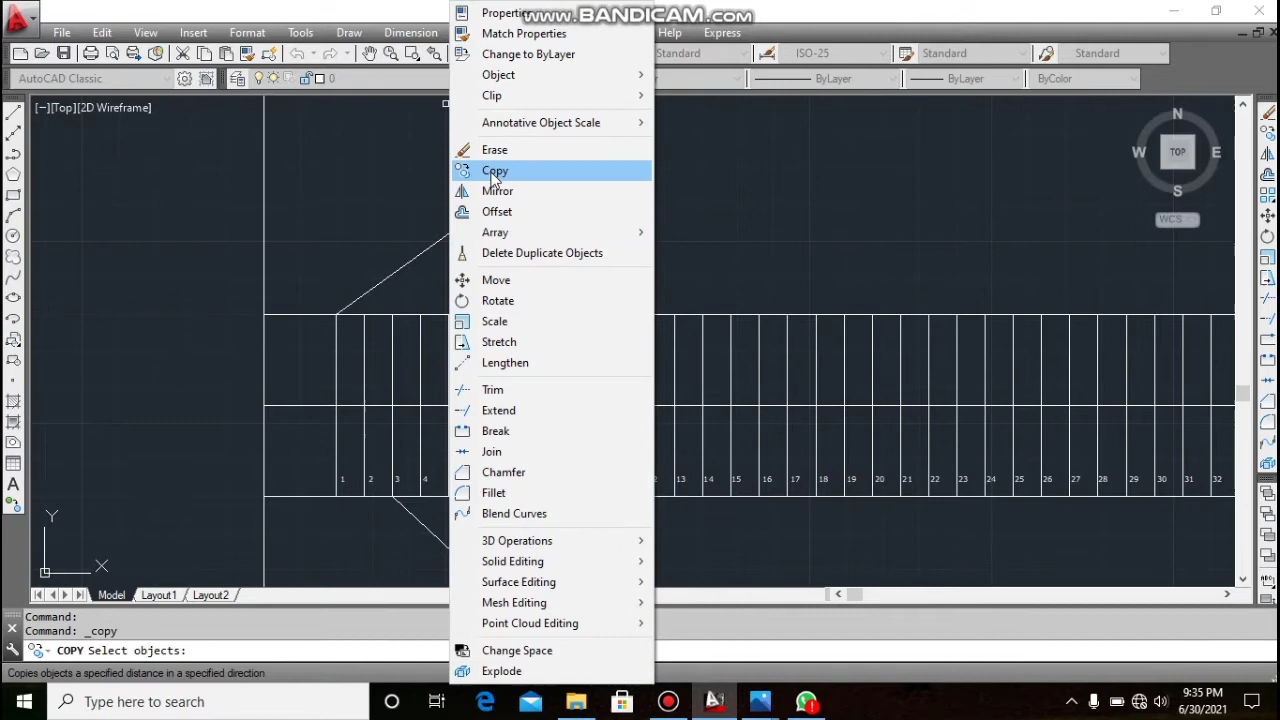 www.BANDICAM.com
File Edit View Insert Format Tools Draw Dimension Help Express
Standard ISO-25 Standard Standard
AutoCAD Classic 0 ByLayer ByLayer ByColor
[−][Top][2D Wireframe]
Match Properties
Change to ByLayer
Object
Clip
Annotative Object Scale
Erase
Copy
Mirror
Offset
Array
Delete Duplicate Objects
Move
Rotate
Scale
Stretch
Lengthen
Trim
Extend
Break
Join
Chamfer
Fillet
Blend Curves
3D Operations
Solid Editing
Surface Editing
Mesh Editing
Point Cloud Editing
Change Space
Explode
N
W TOP E
S
WCS
1 2 3 4 13 14 15 16 17 18 19 20 21 22 23 24 25 26 27 28 29 30 31 32
Y
X
Model Layout1 Layout2
Command:
Command: _copy
COPY Select objects:
Copies objects a specified distance in a specified direction
Type here to search
9:35 PM
6/30/2021